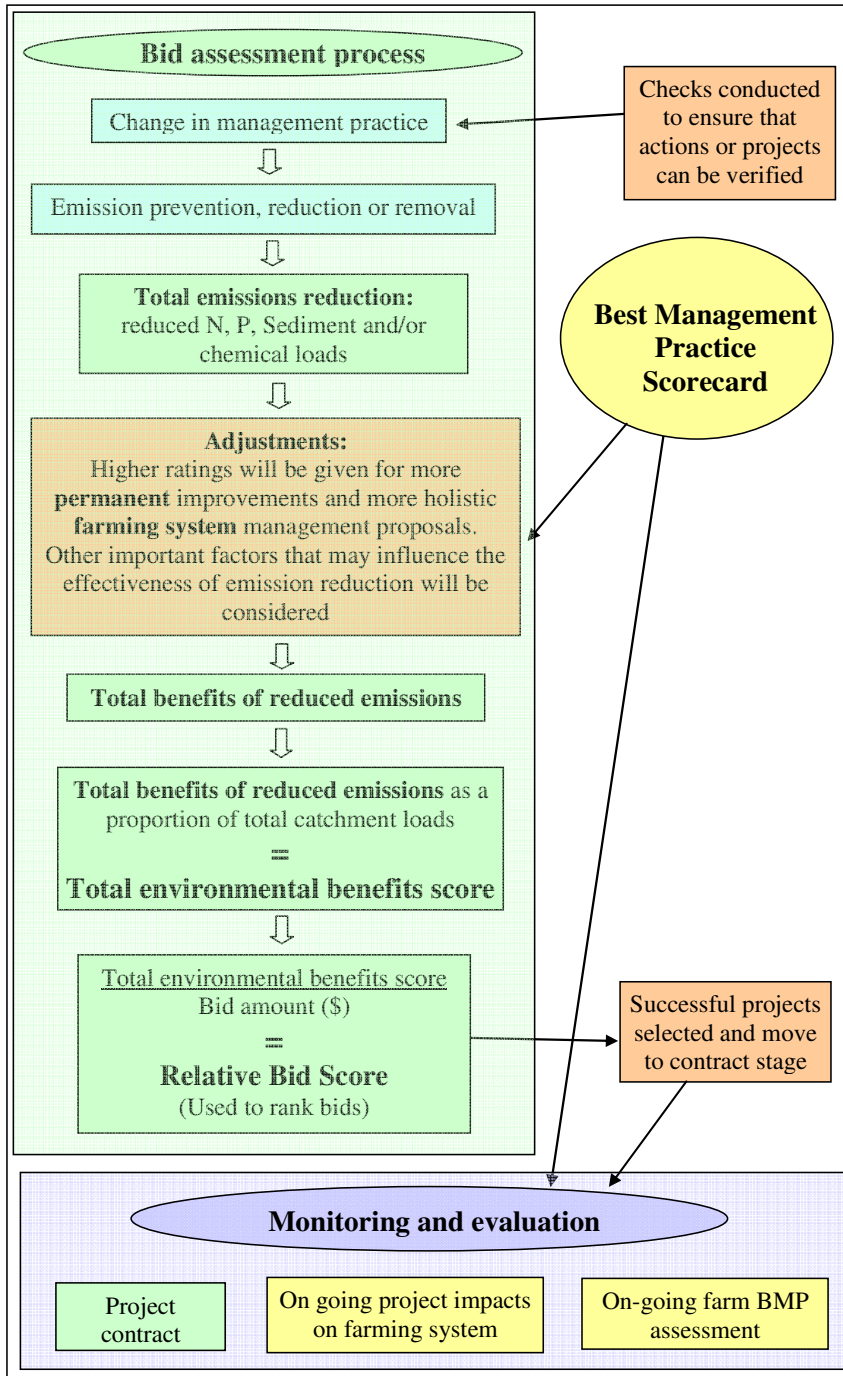 Bid assessment process
Change in management practice
Emission prevention, reduction or removal
Total emissions reduction:
reduced N, P, Sediment and/or
chemical loads
Adjustments:
Higher ratings will be given for more
permanent improvements and more holistic
farming system management proposals.
Other important factors that may influence the
effectiveness of emission reduction will be
considered
Total benefits of reduced emissions
Total benefits of reduced emissions as a
proportion of total catchment loads
=
Total environmental benefits score
Total environmental benefits score
Bid amount ($)
=
Relative Bid Score
(Used to rank bids)
Checks conducted
to ensure that
actions or projects
can be verified
Best Management
Practice
Scorecard
Successful projects
selected and move
to contract stage
Monitoring and evaluation
Project
contract
On going project impacts
on farming system
On-going farm BMP
assessment